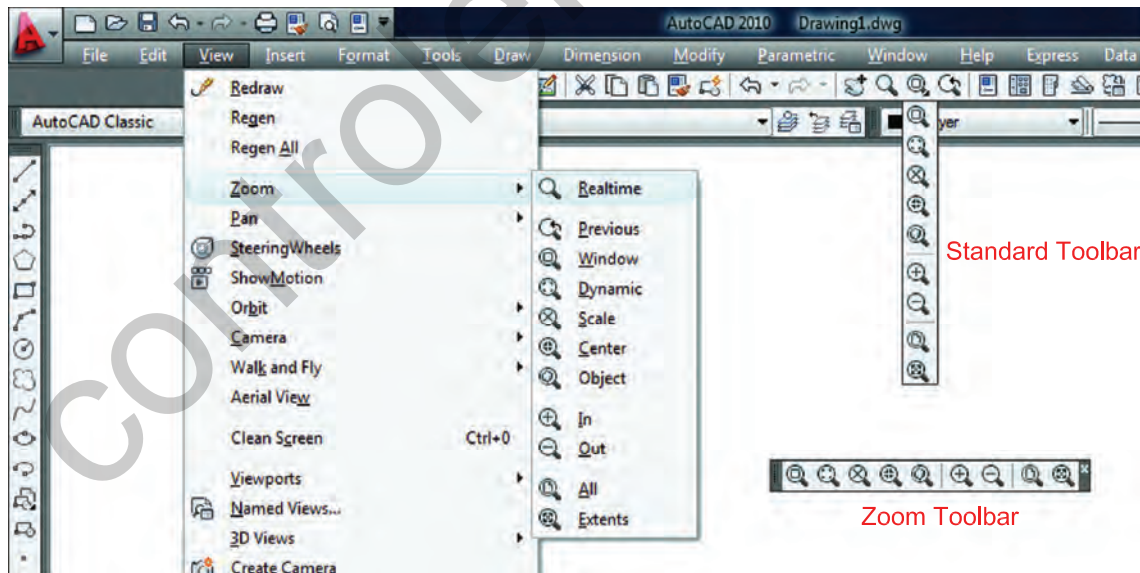 AutoCAD 2010 Drawing1.dwg
File Edit View Insert Format Tools Draw Dimension Modify Parametric Window Help Express Data
AutoCAD Classic
yer
Redraw
Regen
Regen All
Zoom
Pan
SteeringWheels
ShowMotion
Orbit
Camera
Walk and Fly
Aerial View
Clean Screen Ctrl+0
Viewports
Named Views...
3D Views
Create Camera
Realtime
Previous
Window
Dynamic
Scale
Center
Object
In
Out
All
Extents
Standard Toolbar
Zoom Toolbar
controle